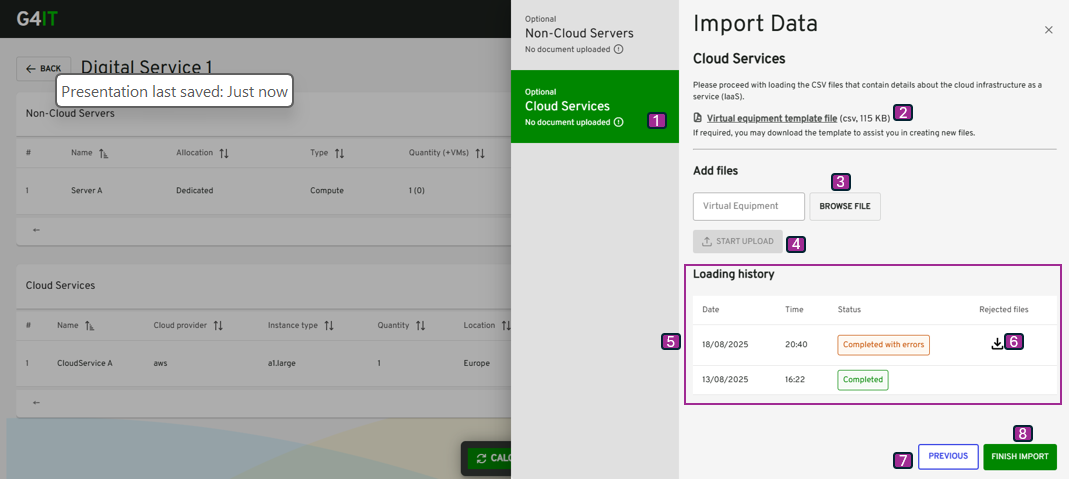 G4IT
BACK
Digital Service 1
Presentation last saved: Just now
Non-Cloud Servers
# Name Allocation Type Quantity (+VMs)
1 Server A Dedicated Compute 1 (0)
Cloud Services
# Name Cloud provider Instance type Quantity Location
1 CloudService A aws a1.large 1 Europe
Optional
Non-Cloud Servers
No document uploaded
Optional
Cloud Services
No document uploaded
1
Import Data
Cloud Services
Please proceed with loading the CSV files that contain details about the cloud infrastructure as a
service (IaaS).
Virtual equipment template file (csv, 115 KB)
2
If required, you may download the template to assist you in creating new files.
Add files
3
Virtual Equipment
BROWSE FILE
START UPLOAD
4
Loading history
Date Time Status Rejected files
5
18/08/2025 20:40 Completed with errors 6
13/08/2025 16:22 Completed
8
7
PREVIOUS
FINISH IMPORT